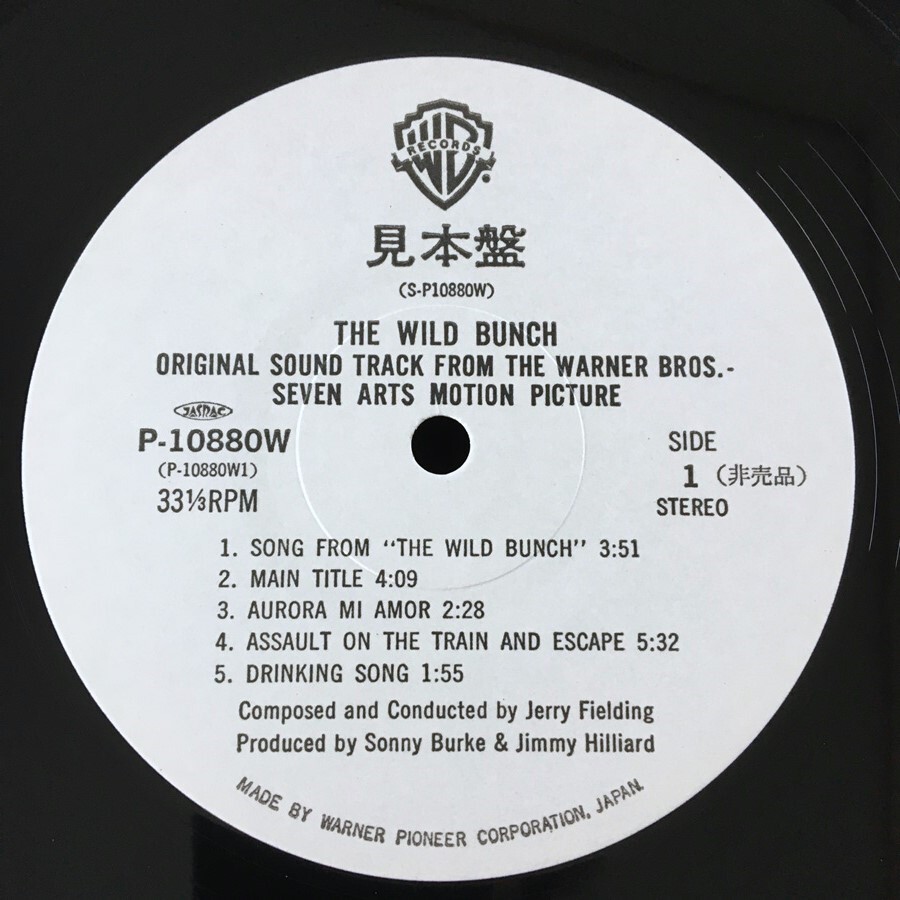 WB RECORDS
見本盤
(S-P10880W)
THE WILD BUNCH
ORIGINAL SOUND TRACK FROM THE WARNER BROS.-
SEVEN ARTS MOTION PICTURE
JASRAC
P-10880W
(P-10880W1)
33⅓RPM
SIDE
1 (非売品)
STEREO
1. SONG FROM “THE WILD BUNCH” 3:51
2. MAIN TITLE 4:09
3. AURORA MI AMOR 2:28
4. ASSAULT ON THE TRAIN AND ESCAPE 5:32
5. DRINKING SONG 1:55
Composed and Conducted by Jerry Fielding
Produced by Sonny Burke & Jimmy Hilliard
MADE BY WARNER PIONEER CORPORATION, JAPAN.